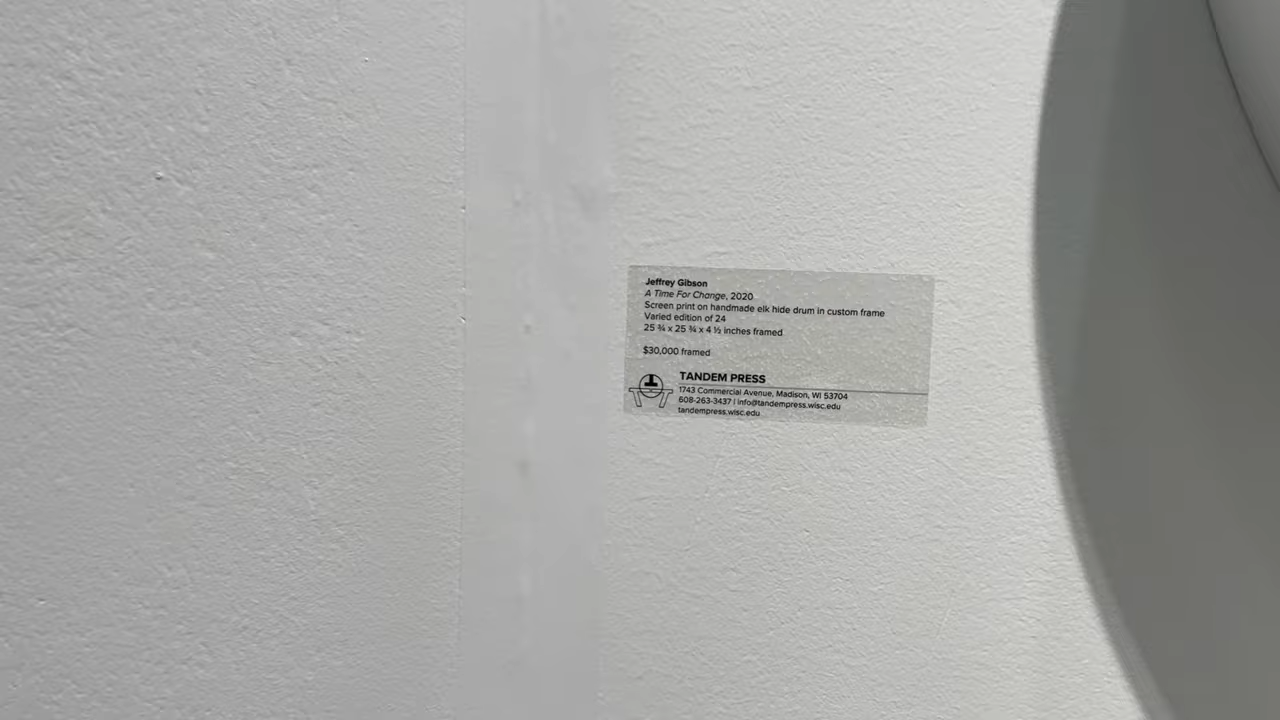 Jeffrey Gibson
A Time For Change, 2020
Screen print on handmade elk hide drum in custom frame
Varied edition of 24
25 ¾ x 25 ¾ x 4 ½ inches framed
$30,000 framed
TANDEM PRESS
1743 Commercial Avenue, Madison, WI 53704
608-263-3437 | info@tandempress.wisc.edu
tandempress.wisc.edu